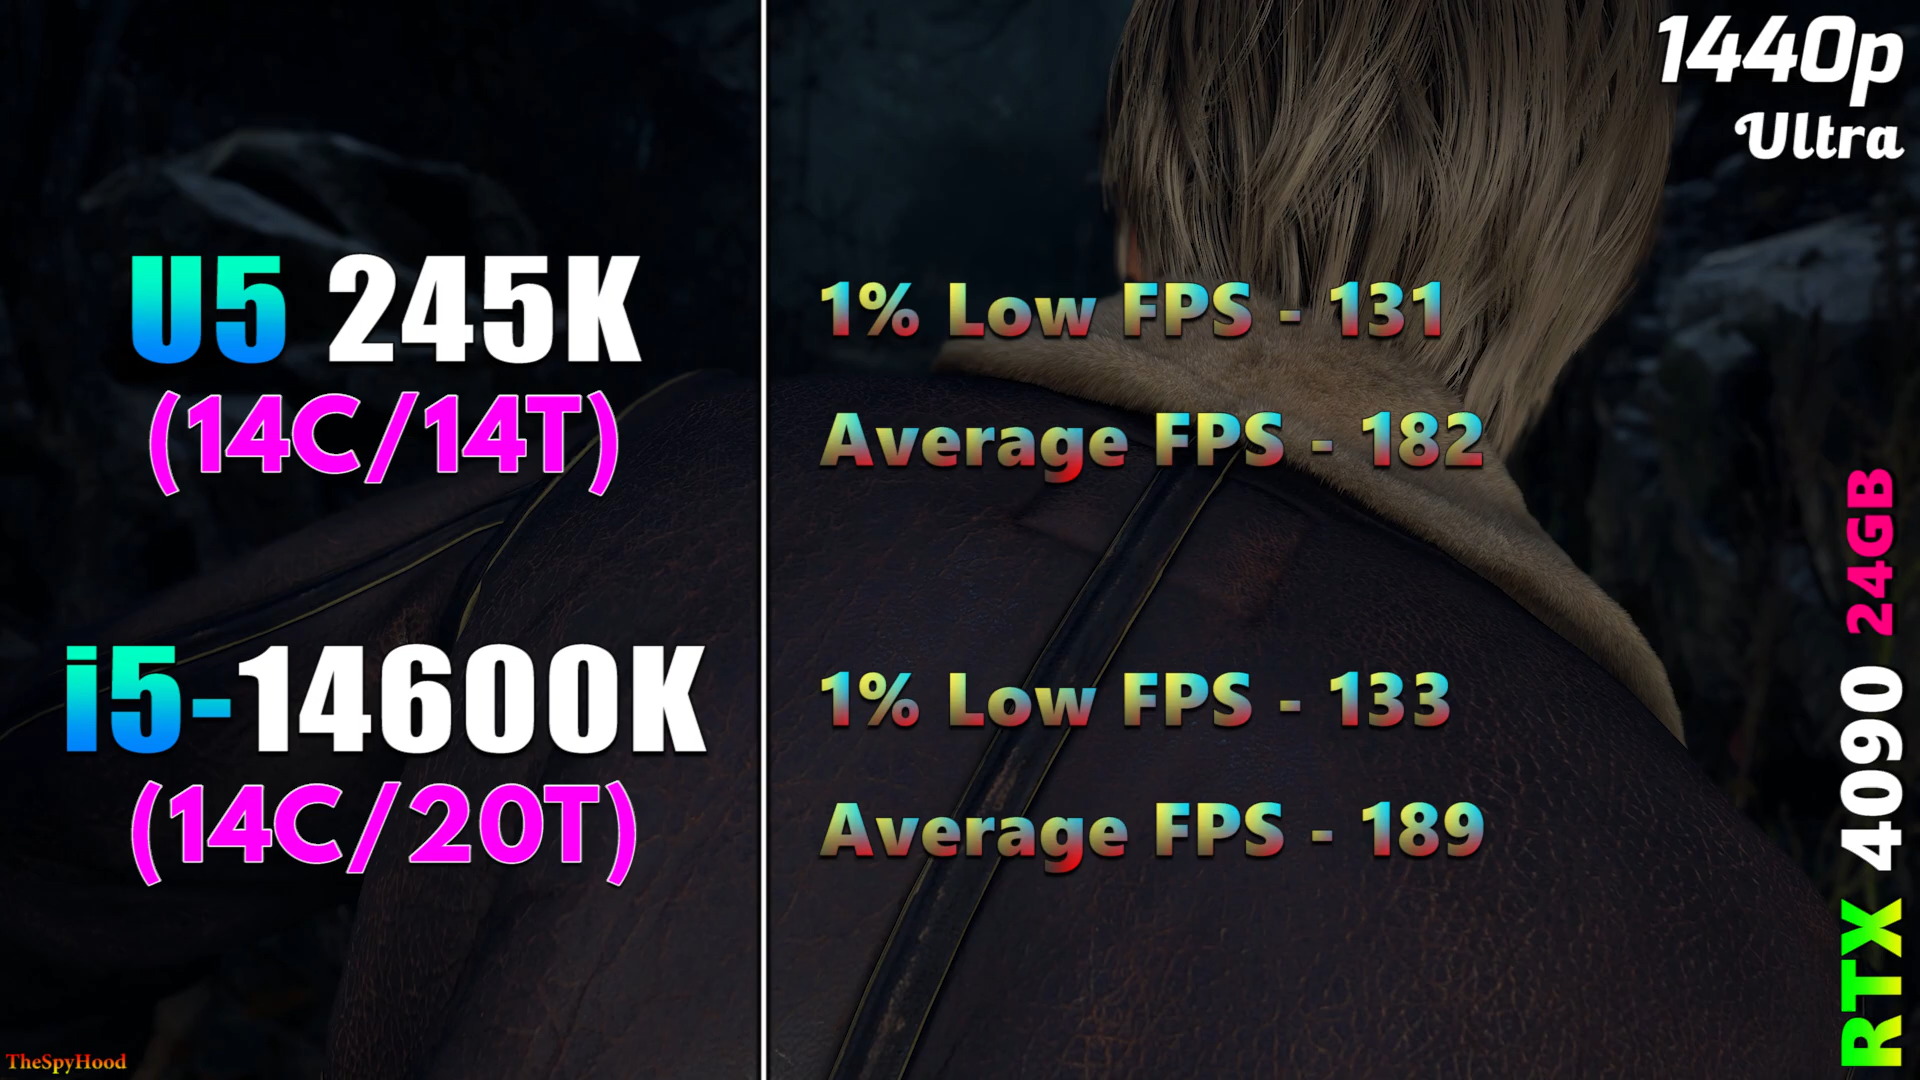 1440p
Ultra
U5 245K
(14C/14T)
1% Low FPS - 131
Average FPS - 182
i5-14600K
(14C/20T)
1% Low FPS - 133
Average FPS - 189
RTX 4090 24GB
TheSpyHood